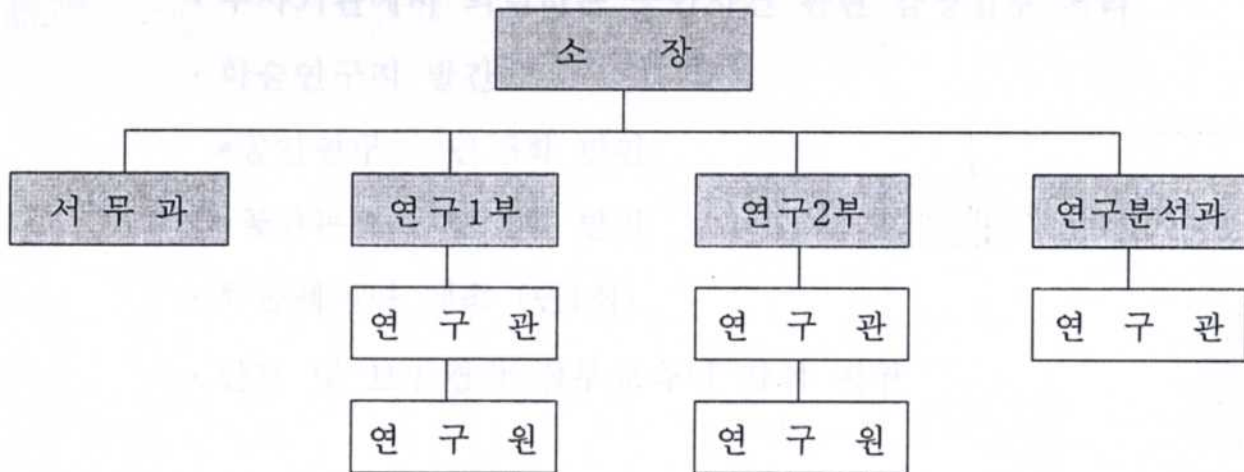 소 장
서 무 과 연구1부 연구2부 연구분석과
연 구 관 연 구 관 연 구 관
연 구 원 연 구 원